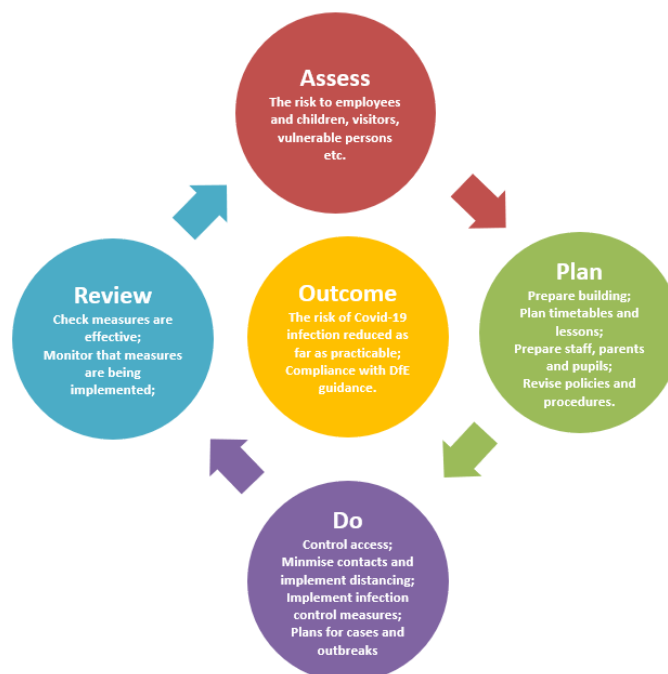 Assess
The risk to employees
and children, visitors,
vulnerable persons
etc.
Plan
Prepare building;
Plan timetables and
lessons;
Prepare staff, parents
and pupils;
Revise policies and
procedures.
Do
Control access;
Minmise contacts and
implement distancing;
Implement infection
control measures;
Plans for cases and
outbreaks
Review
Check measures are
effective;
Monitor that measures
are being
implemented;
Outcome
The risk of Covid-19
infection reduced as
far as practicable;
Compliance with DfE
guidance.